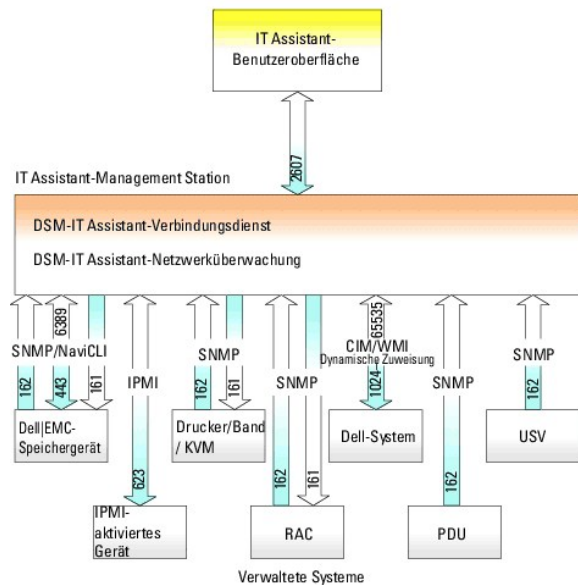 IT Assistant-
Benutzeroberfläche
2607
IT Assistant-Management Station
DSM-IT Assistant-Verbindungsdienst
DSM-IT Assistant-Netzwerküberwachung
6389
65535
SNMP/NaviCLI
IPMI
SNMP
SNMP
CIM/WMI
Dynamische Zuweisung
SNMP
SNMP
162
443
161
162
161
1024-
162
Dell|EMC-
Speichergerät
Drucker/Band
/ KVM
Dell-System
USV
623
162
161
162
IPMI-
aktiviertes
Gerät
RAC
PDU
Verwaltete Systeme